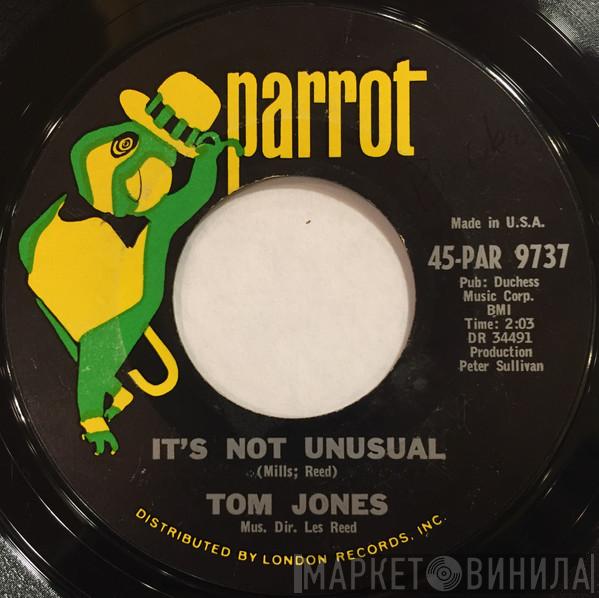 parrot
Made in U.S.A.
45-PAR 9737
Pub: Duchess
Music Corp.
BMI
Time: 2:03
DR 34491
Production
Peter Sullivan
IT'S NOT UNUSUAL
(Mills; Reed)
TOM JONES
Mus. Dir. Les Reed
DISTRIBUTED BY LONDON RECORDS, INC.
МАРКЕТ ВИНИЛА